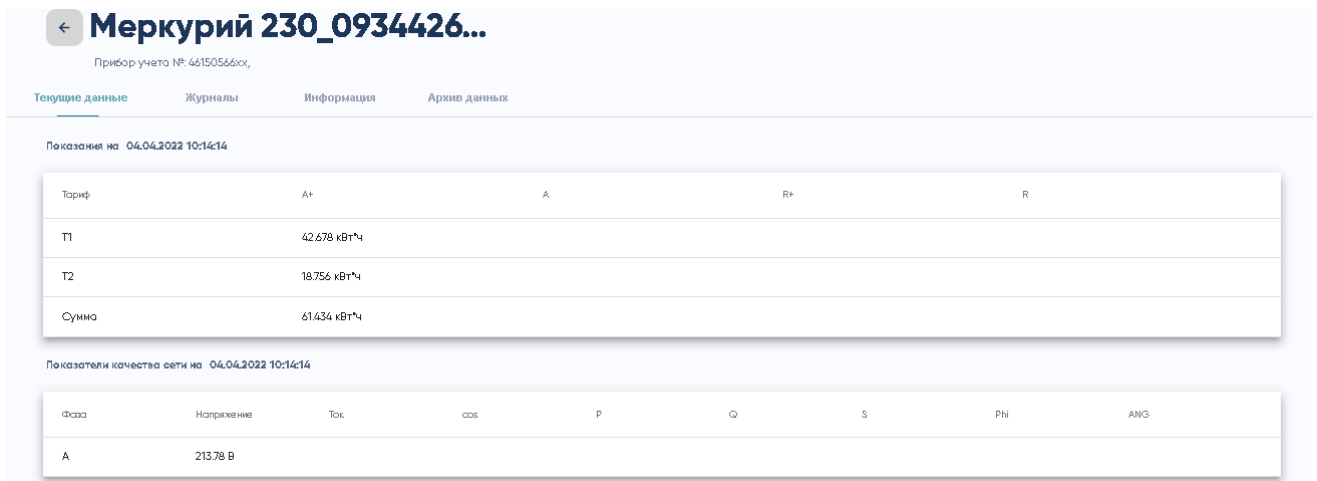 ← Меркурий 230_0934426...
Прибор учета №: 46150566xx,
Текущие данные Журналы Информация Архив данных
Показания на 04.04.2022 10:14:14
Тариф A+ A R+ R
T1 42.678 кВт*ч
T2 18.756 кВт*ч
Сумма 61.434 кВт*ч
Показатели качества сети на 04.04.2022 10:14:14
Фаза Напряжение Ток cos P Q S Phi ANG
A 213.78 В